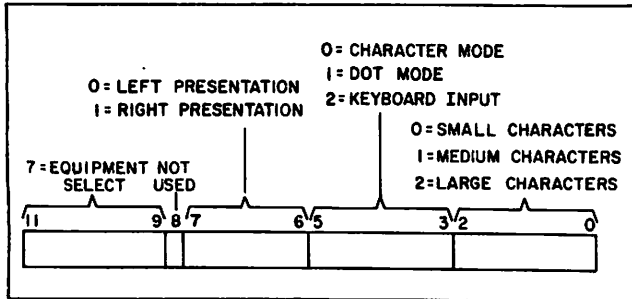 0= CHARACTER MODE
0= LEFT PRESENTATION
1= DOT MODE
1= RIGHT PRESENTATION
2= KEYBOARD INPUT
0= SMALL CHARACTERS
7= EQUIPMENT SELECT
NOT USED
1= MEDIUM CHARACTERS
2= LARGE CHARACTERS
11 9 8 7 6 5 3 2 0